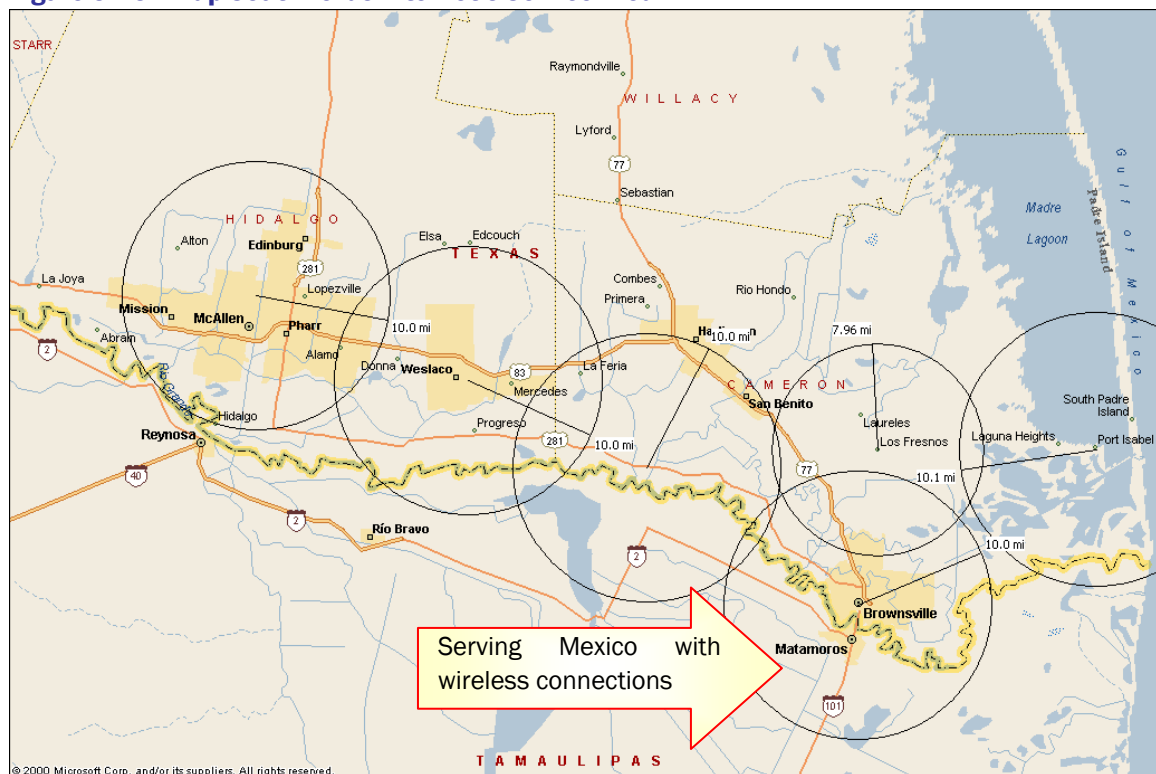 STARR
Raymondville
WILLACY
Lyford
77
Sebastian
Gulf of Mexico
Padre Island
Madre
Lagoon
HIDALGO
Alton
Edinburg
Elsa
Edcouch
TEXAS
281
La Joya
Lopezville
Combes
Primera
Rio Hondo
Mission
McAllen
Pharr
10.0 mi
10.0 mi
7.96 mi
Abram
2
Alamo
Donna
Weslaco
83
La Feria
Mercedes
CAMERON
San Benito
South Padre
Island
Rio Grande
Hidalgo
Progreso
281
10.0 mi
Laureles
Los Fresnos
Laguna Heights
Port Isabel
Reynosa
40
77
10.1 mi
2
Río Bravo
2
10.0 mi
Brownsville
Matamoros
Serving Mexico with
wireless connections
101
TAMAULIPAS
© 2000 Microsoft Corp. and/or its suppliers. All rights reserved.